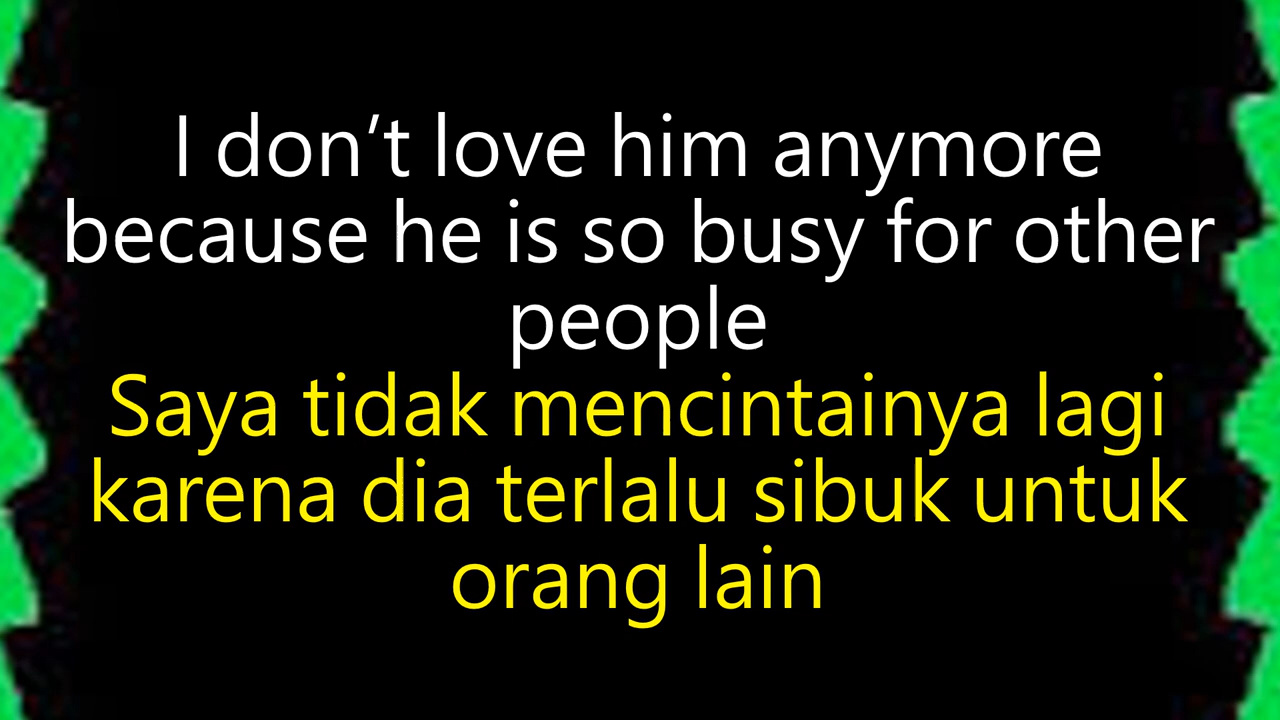 I don’t love him anymore
because he is so busy for other
people
Saya tidak mencintainya lagi
karena dia terlalu sibuk untuk
orang lain